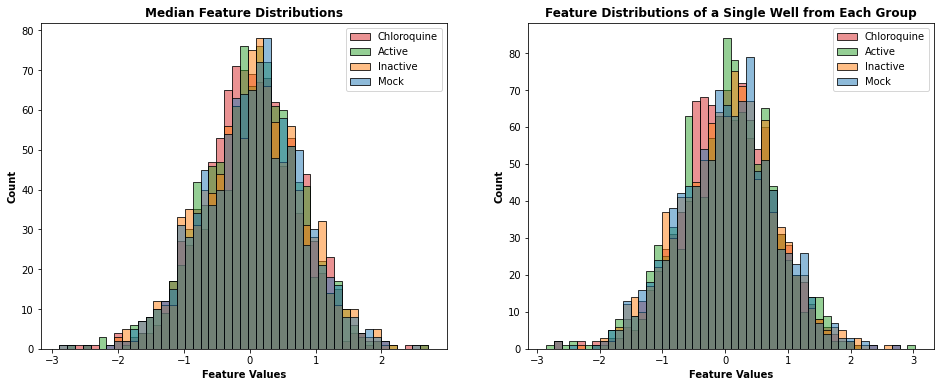 Median Feature Distributions
80
70
60
50
40
30
20
10
0
Count
−3
−2
−1
0
1
2
Feature Values
Chloroquine
Active
Inactive
Mock
Feature Distributions of a Single Well from Each Group
80
70
60
50
40
30
20
10
0
Count
−3
−2
−1
0
1
2
3
Feature Values
Chloroquine
Active
Inactive
Mock